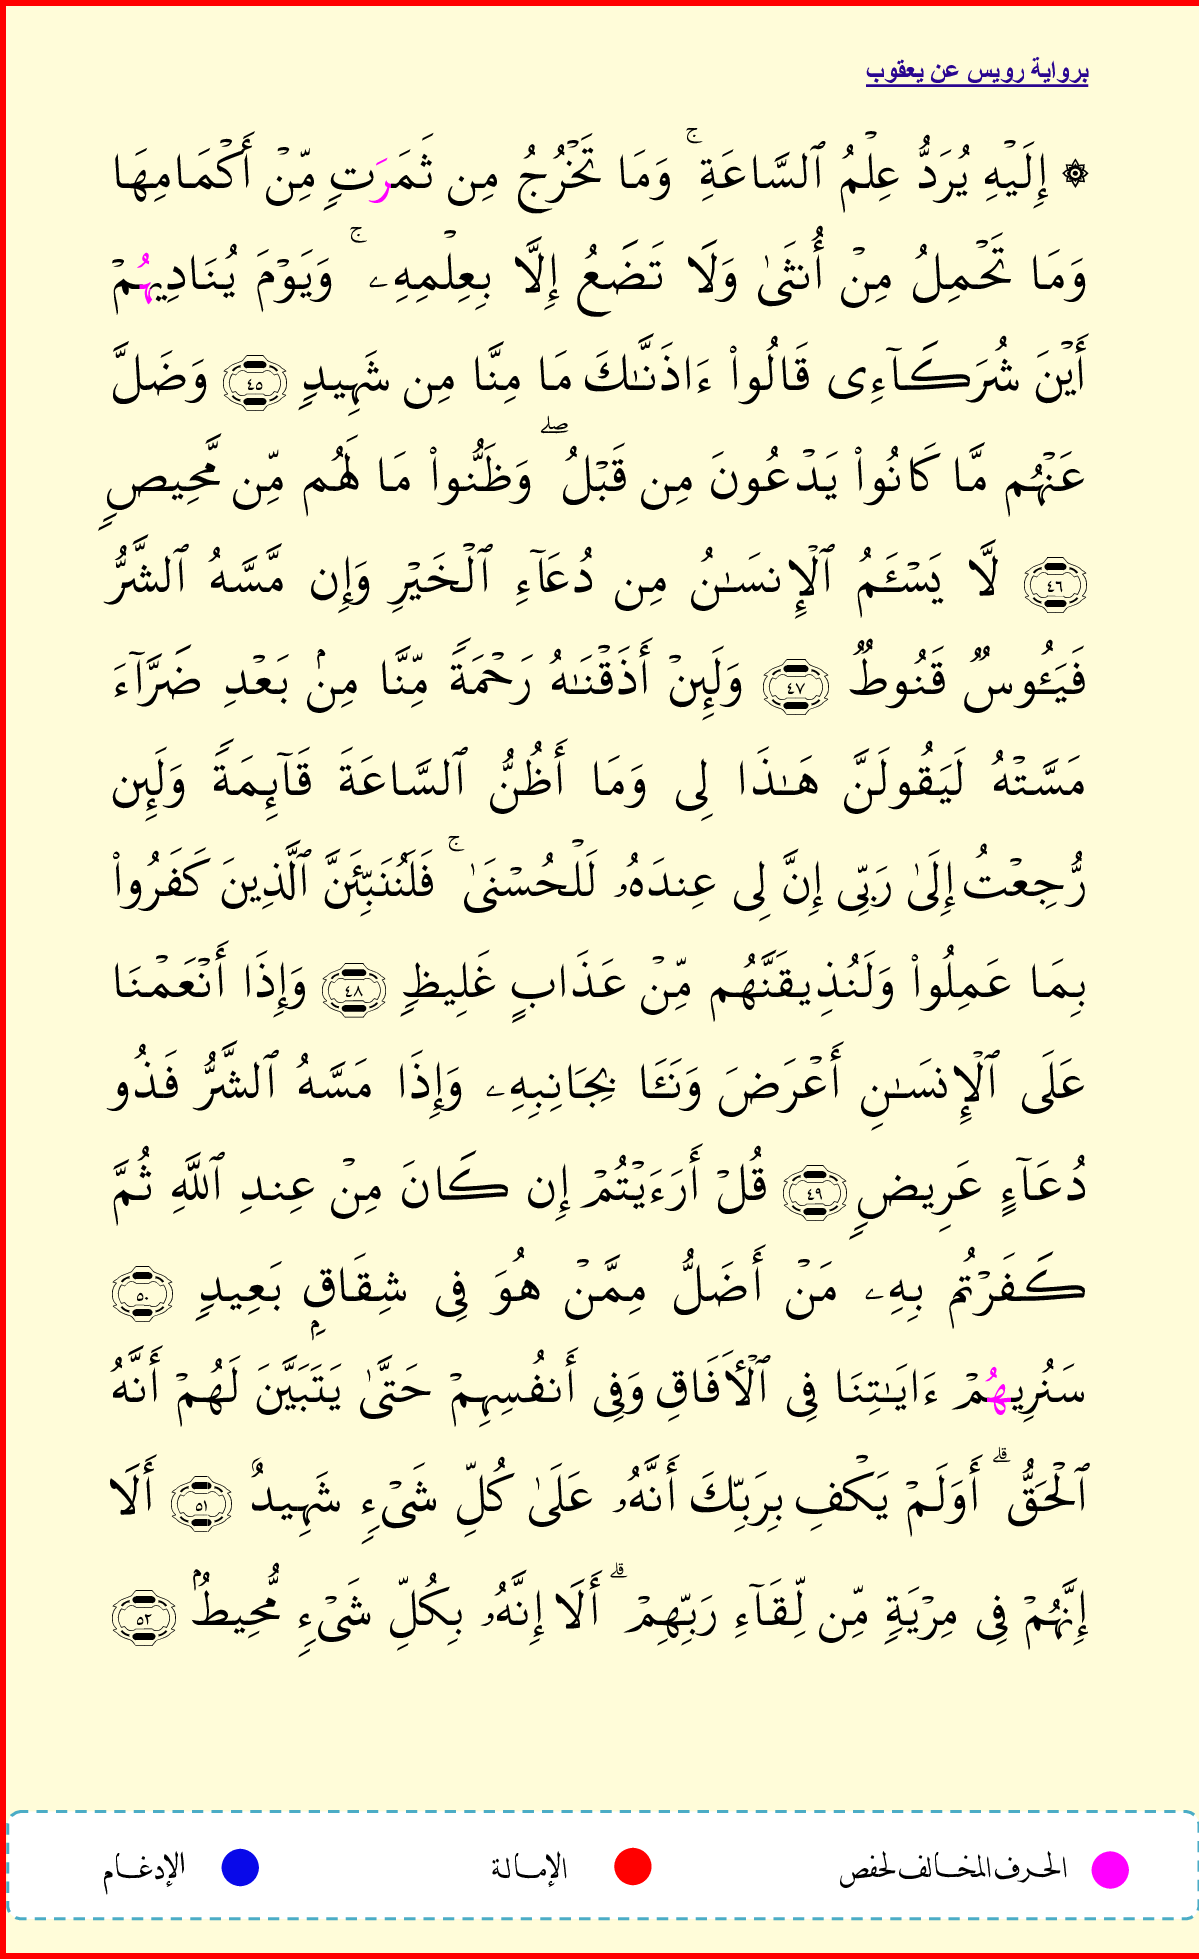 برواية رويس عن يعقوب
۞ إِلَيۡهِ يُرَدُّ عِلۡمُ ٱلسَّاعَةِۚ وَمَا تَخۡرُجُ مِن ثَمَرَتٖ مِّنۡ أَكۡمَامِهَا
وَمَا تَحۡمِلُ مِنۡ أُنثَىٰ وَلَا تَضَعُ إِلَّا بِعِلۡمِهِۦۚ وَيَوۡمَ يُنَادِيهُمۡ
أَيۡنَ شُرَكَآءِى قَالُواْ ءَاذَنَّٰكَ مَا مِنَّا مِن شَهِيدٖ ٤٥ وَضَلَّ
عَنۡهُم مَّا كَانُواْ يَدۡعُونَ مِن قَبۡلُۖ وَظَنُّواْ مَا لَهُم مِّن مَّحِيصٖ
٤٦ لَّا يَسۡـَٔمُ ٱلۡإِنسَـٰنُ مِن دُعَآءِ ٱلۡخَيۡرِ وَإِن مَّسَّهُ ٱلشَّرُّ
فَيَـُٔوسٞ قَنُوطٞ ٤٧ وَلَئِنۡ أَذَقۡنَٰهُ رَحۡمَةٗ مِّنَّا مِنۢ بَعۡدِ ضَرَّآءَ
مَسَّتۡهُ لَيَقُولَنَّ هَـٰذَا لِى وَمَا أَظُنُّ ٱلسَّاعَةَ قَآئِمَةٗ وَلَئِن
رُّجِعۡتُ إِلَىٰ رَبِّى إِنَّ لِى عِندَهُۥ لَلۡحُسۡنَىٰۚ فَلَنُنَبِّئَنَّ ٱلَّذِينَ كَفَرُواْ
بِمَا عَمِلُواْ وَلَنُذِيقَنَّهُم مِّنۡ عَذَابٍ غَلِيظٖ ٤٨ وَإِذَا أَنۡعَمۡنَا
عَلَى ٱلۡإِنسَـٰنِ أَعۡرَضَ وَنَـَٔا بِجَانِبِهِۦ وَإِذَا مَسَّهُ ٱلشَّرُّ فَذُو
دُعَآءٍ عَرِيضٖ ٤٩ قُلۡ أَرَءَيۡتُمۡ إِن كَانَ مِنۡ عِندِ ٱللَّهِ ثُمَّ
كَفَرۡتُم بِهِۦ مَنۡ أَضَلُّ مِمَّنۡ هُوَ فِى شِقَاقِۭ بَعِيدٖ ٥٠
سَنُرِيهُمۡ ءَايَـٰتِنَا فِى ٱلۡأَفَاقِ وَفِى أَنفُسِهِمۡ حَتَّىٰ يَتَبَيَّنَ لَهُمۡ أَنَّهُ
ٱلۡحَقُّۗ أَوَلَمۡ يَكۡفِ بِرَبِّكَ أَنَّهُۥ عَلَىٰ كُلِّ شَىۡءٖ شَهِيدٌ ٥١ أَلَا
إِنَّهُمۡ فِى مِرۡيَةٖ مِّن لِّقَآءِ رَبِّهِمۡۗ أَلَا إِنَّهُۥ بِكُلِّ شَىۡءٖ مُّحِيطُۢ ٥٢
الحرف المخالف لحفص الإمالة الإدغام